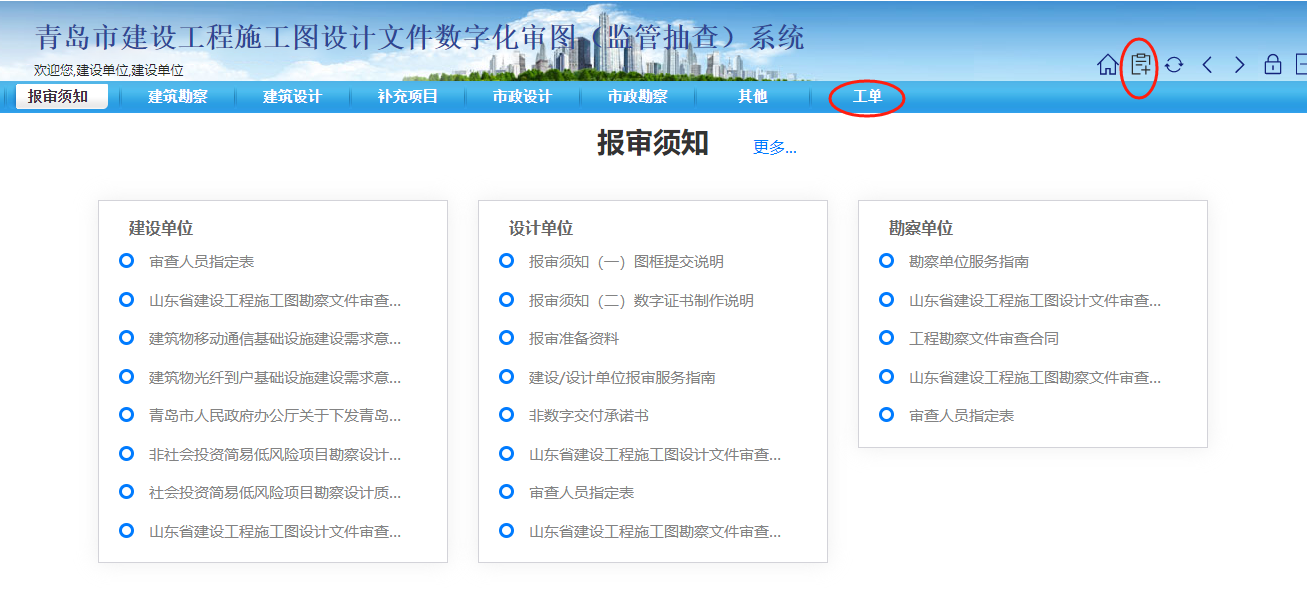 青岛市建设工程施工图设计文件数字化审图（监管抽查）系统
欢迎您,建设单位,建设单位
报审须知 建筑勘察 建筑设计 补充项目 市政设计 市政勘察 其他 工单
报审须知 更多...
建设单位
审查人员指定表
山东省建设工程施工图勘察文件审查...
建筑物移动通信基础设施建设需求意...
建筑物光纤到户基础设施建设需求意...
青岛市人民政府办公厅关于下发青岛...
非社会投资简易低风险项目勘察设计...
社会投资简易低风险项目勘察设计质...
山东省建设工程施工图设计文件审查...
设计单位
报审须知（一）图框提交说明
报审须知（二）数字证书制作说明
报审准备资料
建设/设计单位报审服务指南
非数字交付承诺书
山东省建设工程施工图设计文件审查...
审查人员指定表
山东省建设工程施工图勘察文件审查...
勘察单位
勘察单位服务指南
山东省建设工程施工图设计文件审查...
工程勘察文件审查合同
山东省建设工程施工图勘察文件审查...
审查人员指定表